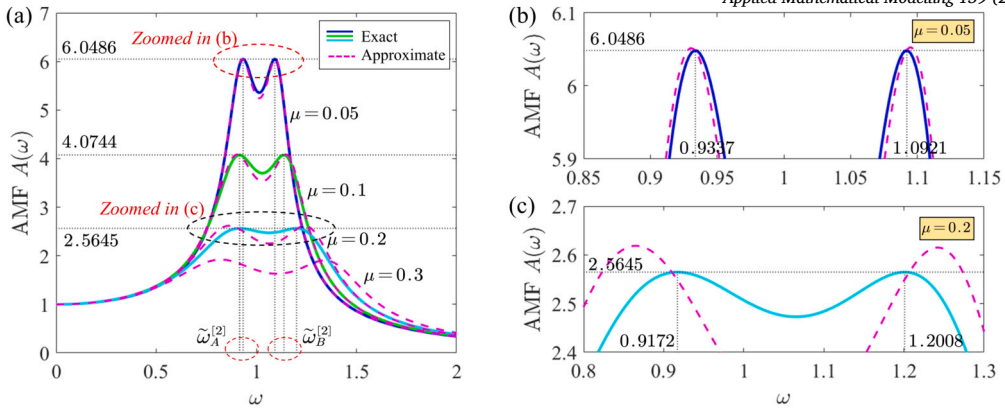 Applied Mathematical Modelling 139 (2
(a)
6.0486
Zoomed in (b)
Exact
Approximate
μ=0.05
4.0744
μ=0.1
Zoomed in (c)
2.5645
μ=0.2
μ=0.3
AMF A(ω)
7
6
5
4
3
2
1
0
ω̃_A^[2]
ω̃_B^[2]
0 0.5 1 1.5 2
ω
(b)
6.1
6
5.9
AMF A(ω)
6.0486
μ=0.05
0.9337
1.0921
0.85 0.9 0.95 1 1.05 1.1 1.15
(c)
2.7
2.6
2.5
2.4
AMF A(ω)
μ=0.2
2.5645
0.9172
1.2008
0.8 0.9 1 1.1 1.2 1.3
ω